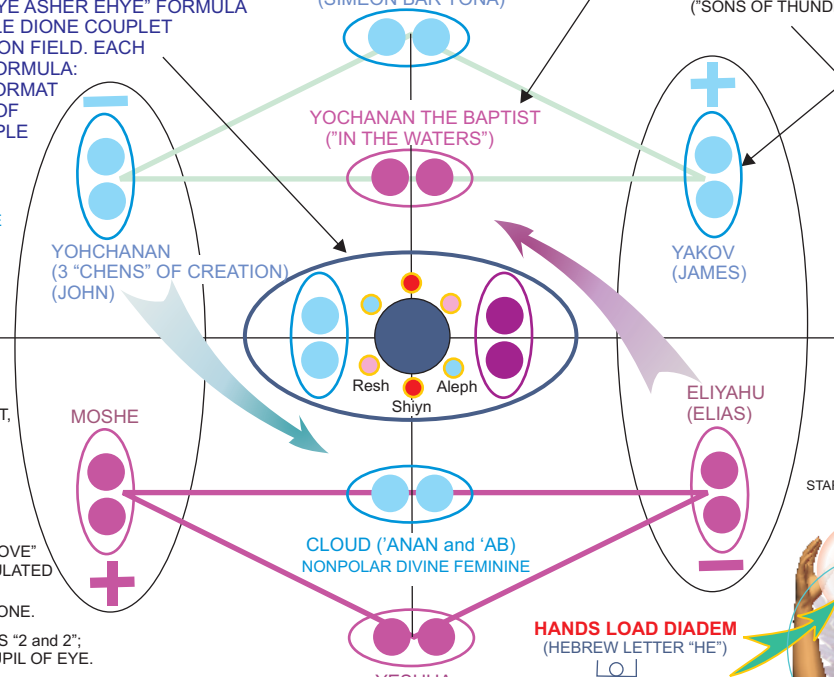 YE ASHER EHYE" FORMULA
LE DIONE COUPLET
ON FIELD. EACH
ORMULA:
ORMAT
OF
PLE
(SIMEON BAR YONA)
("SONS OF THUND
YOCHANAN THE BAPTIST
("IN THE WATERS")
E
YOHCHANAN
(3 “CHENS” OF CREATION)
(JOHN)
YAKOV
(JAMES)
Resh
Aleph
Shiyn
T,
MOSHE
ELIYAHU
(ELIAS)
STAR
OVE”
ULATED
ONE.
S “2 and 2”;
UPIL OF EYE.
CLOUD ('ANAN and ‘AB)
NONPOLAR DIVINE FEMININE
HANDS LOAD DIADEM
(HEBREW LETTER “HE”)
YESHUA